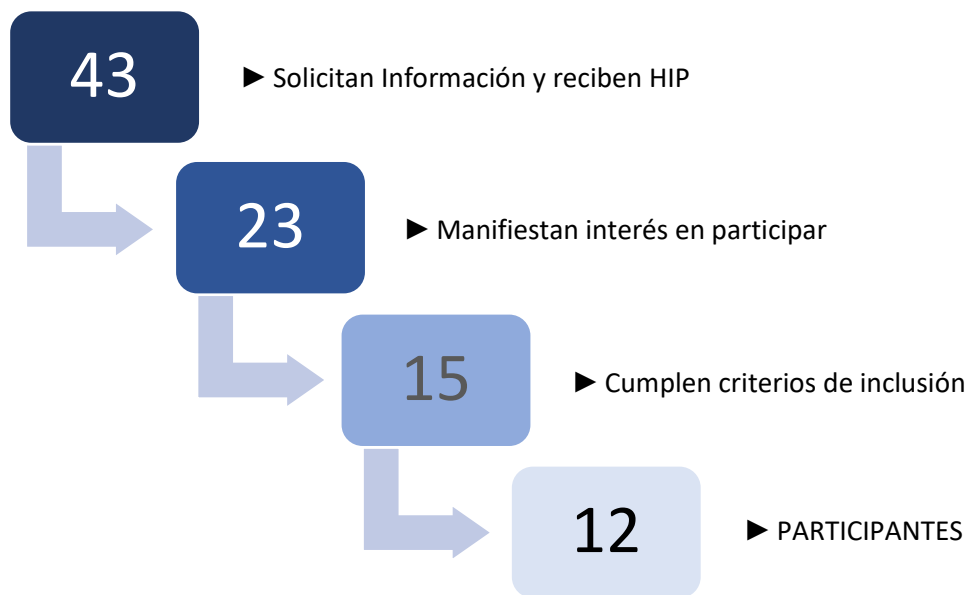 43
► Solicitan Información y reciben HIP
23
► Manifiestan interés en participar
15
► Cumplen criterios de inclusión
12
► PARTICIPANTES